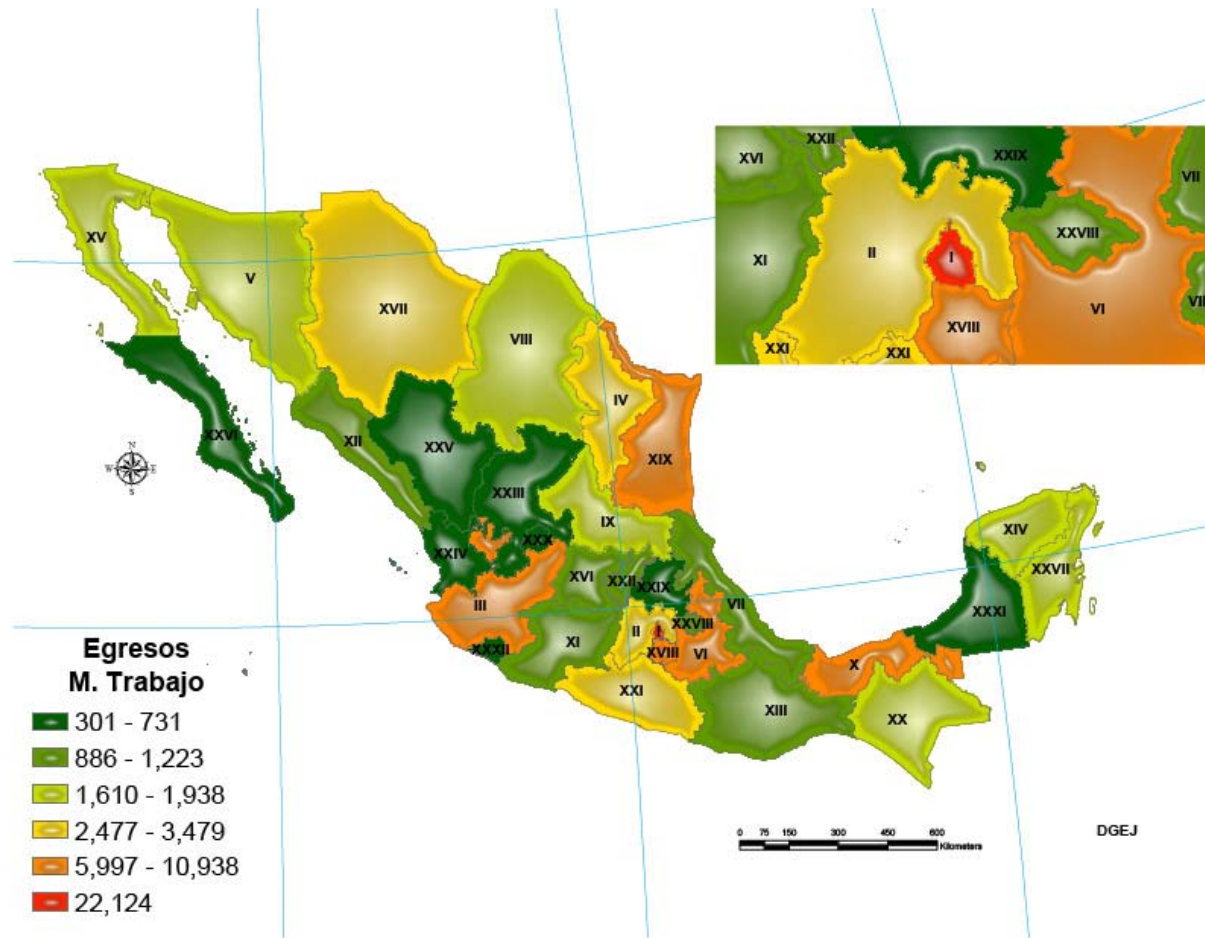 XXII
XVI
XXIX
VII
XXVIII
XI
II
I
VI
VII
XVIII
XXI
XXI
XV
V
XVII
VIII
IV
XII
XXV
XIX
XXVI
N
W
E
S
XXIII
IX
XIV
XXIV
XXX
XXVII
XVI
XXII
XXIX
III
VII
XXXI
XXVIII
II
I
XI
XVIII
VI
XXXII
X
XXI
XIII
XX
Egresos
M. Trabajo
301 - 731
886 - 1,223
1,610 - 1,938
2,477 - 3,479
5,997 - 10,938
22,124
DGEJ
0 75 150 300 450 600
Kilometers